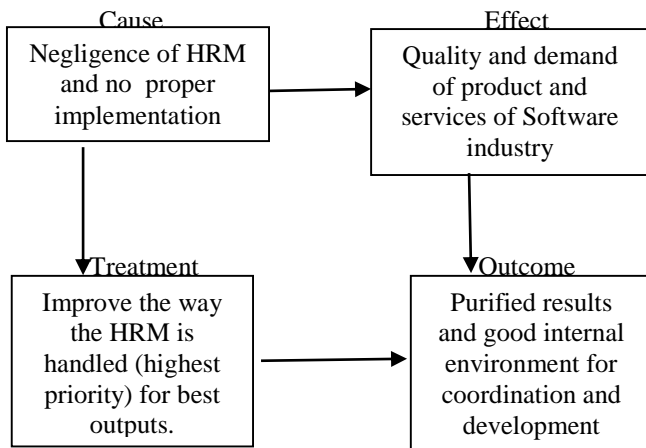 Cause
Negligence of HRM
and no proper
implementation
Effect
Quality and demand
of product and
services of Software
industry
Treatment
Improve the way
the HRM is
handled (highest
priority) for best
outputs.
Outcome
Purified results
and good internal
environment for
coordination and
development